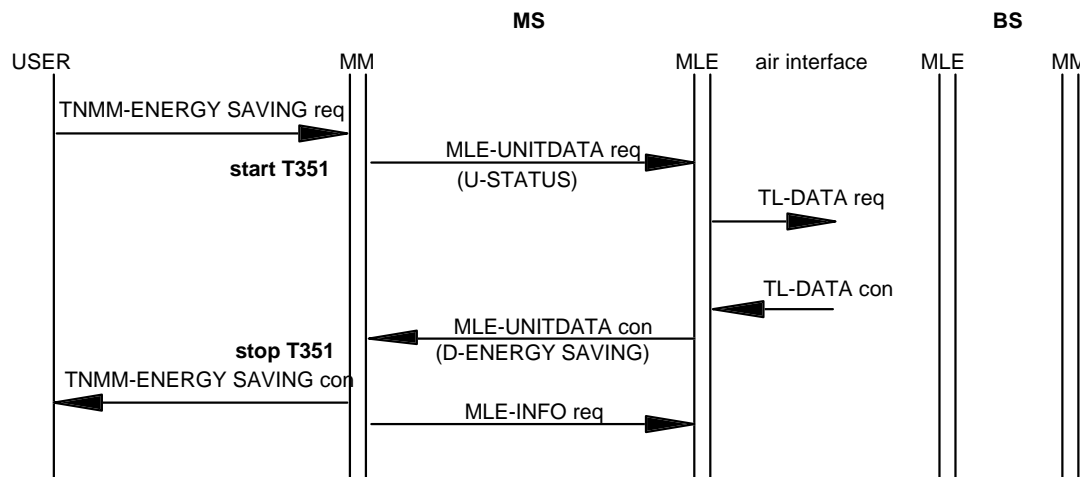 MS BS
USER MM MLE air interface MLE MM
TNMM-ENERGY SAVING req
MLE-UNITDATA req
start T351
(U-STATUS)
TL-DATA req
TL-DATA con
MLE-UNITDATA con
stop T351
(D-ENERGY SAVING)
TNMM-ENERGY SAVING con
MLE-INFO req